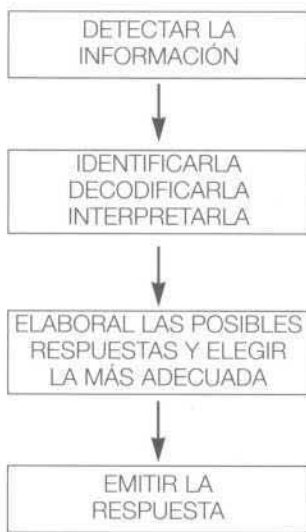 DETECTAR LA
INFORMACIÓN
IDENTIFICARLA
DECODIFICARLA
INTERPRETARLA
ELABORAL LAS POSIBLES
RESPUESTAS Y ELEGIR
LA MÁS ADECUADA
EMITIR LA
RESPUESTA